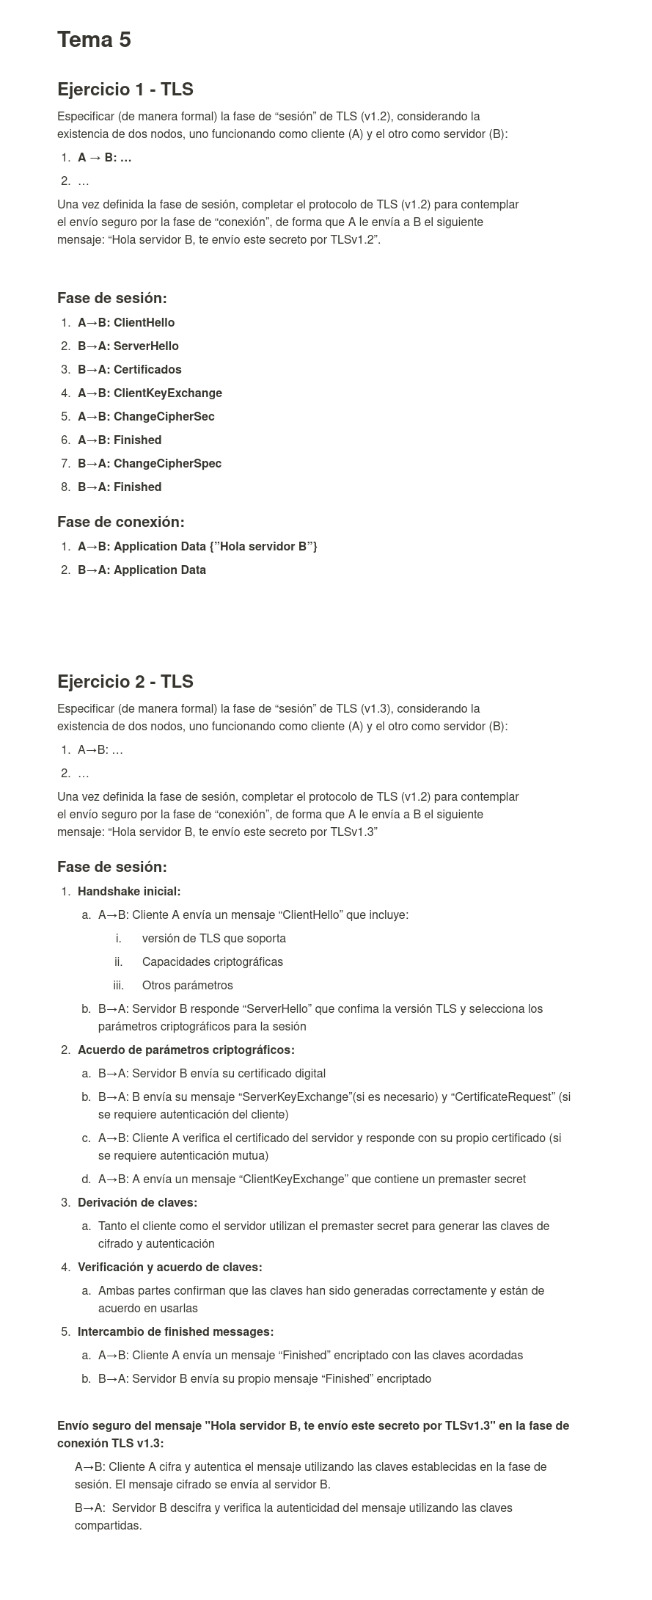 Tema 5
Ejercicio 1 - TLS
Especificar (de manera formal) la fase de “sesión” de TLS (v1.2), considerando la
existencia de dos nodos, uno funcionando como cliente (A) y el otro como servidor (B):
1. A → B: …
2. …
Una vez definida la fase de sesión, completar el protocolo de TLS (v1.2) para contemplar
el envío seguro por la fase de “conexión”, de forma que A le envía a B el siguiente
mensaje: “Hola servidor B, te envío este secreto por TLSv1.2”.
Fase de sesión:
1. A→B: ClientHello
2. B→A: ServerHello
3. B→A: Certificados
4. A→B: ClientKeyExchange
5. A→B: ChangeCipherSec
6. A→B: Finished
7. B→A: ChangeCipherSpec
8. B→A: Finished
Fase de conexión:
1. A→B: Application Data {”Hola servidor B”}
2. B→A: Application Data
Ejercicio 2 - TLS
Especificar (de manera formal) la fase de “sesión” de TLS (v1.3), considerando la
existencia de dos nodos, uno funcionando como cliente (A) y el otro como servidor (B):
1. A→B: …
2. …
Una vez definida la fase de sesión, completar el protocolo de TLS (v1.2) para contemplar
el envío seguro por la fase de “conexión”, de forma que A le envía a B el siguiente
mensaje: “Hola servidor B, te envío este secreto por TLSv1.3”
Fase de sesión:
1. Handshake inicial:
a. A→B: Cliente A envía un mensaje “ClientHello” que incluye:
i. versión de TLS que soporta
ii. Capacidades criptográficas
iii. Otros parámetros
b. B→A: Servidor B responde “ServerHello” que confima la versión TLS y selecciona los
parámetros criptográficos para la sesión
2. Acuerdo de parámetros criptográficos:
a. B→A: Servidor B envía su certificado digital
b. B→A: B envía su mensaje “ServerKeyExchange”(si es necesario) y “CertificateRequest” (si
se requiere autenticación del cliente)
c. A→B: Cliente A verifica el certificado del servidor y responde con su propio certificado (si
se requiere autenticación mutua)
d. A→B: A envía un mensaje “ClientKeyExchange” que contiene un premaster secret
3. Derivación de claves:
a. Tanto el cliente como el servidor utilizan el premaster secret para generar las claves de
cifrado y autenticación
4. Verificación y acuerdo de claves:
a. Ambas partes confirman que las claves han sido generadas correctamente y están de
acuerdo en usarlas
5. Intercambio de finished messages:
a. A→B: Cliente A envía un mensaje “Finished” encriptado con las claves acordadas
b. B→A: Servidor B envía su propio mensaje “Finished” encriptado
Envío seguro del mensaje "Hola servidor B, te envío este secreto por TLSv1.3" en la fase de
conexión TLS v1.3:
A→B: Cliente A cifra y autentica el mensaje utilizando las claves establecidas en la fase de
sesión. El mensaje cifrado se envía al servidor B.
B→A: Servidor B descifra y verifica la autenticidad del mensaje utilizando las claves
compartidas.